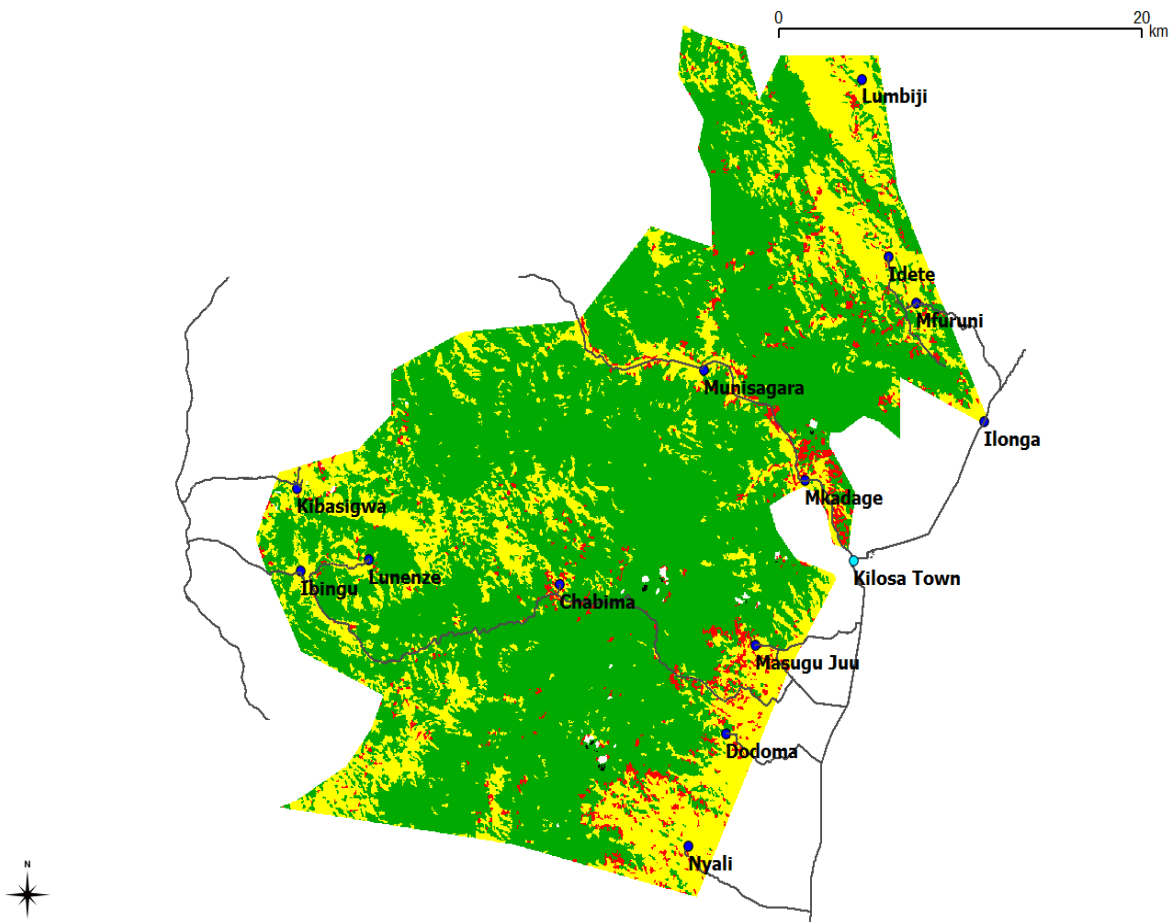 0
20
km
Lumbiji
Idete
Mfuruni
Munisagara
Ilonga
Mkadage
Kibasigwa
Lunenze
Ibingu
Kilosa Town
Chabima
Masugu Juu
Dodoma
Nyali
N